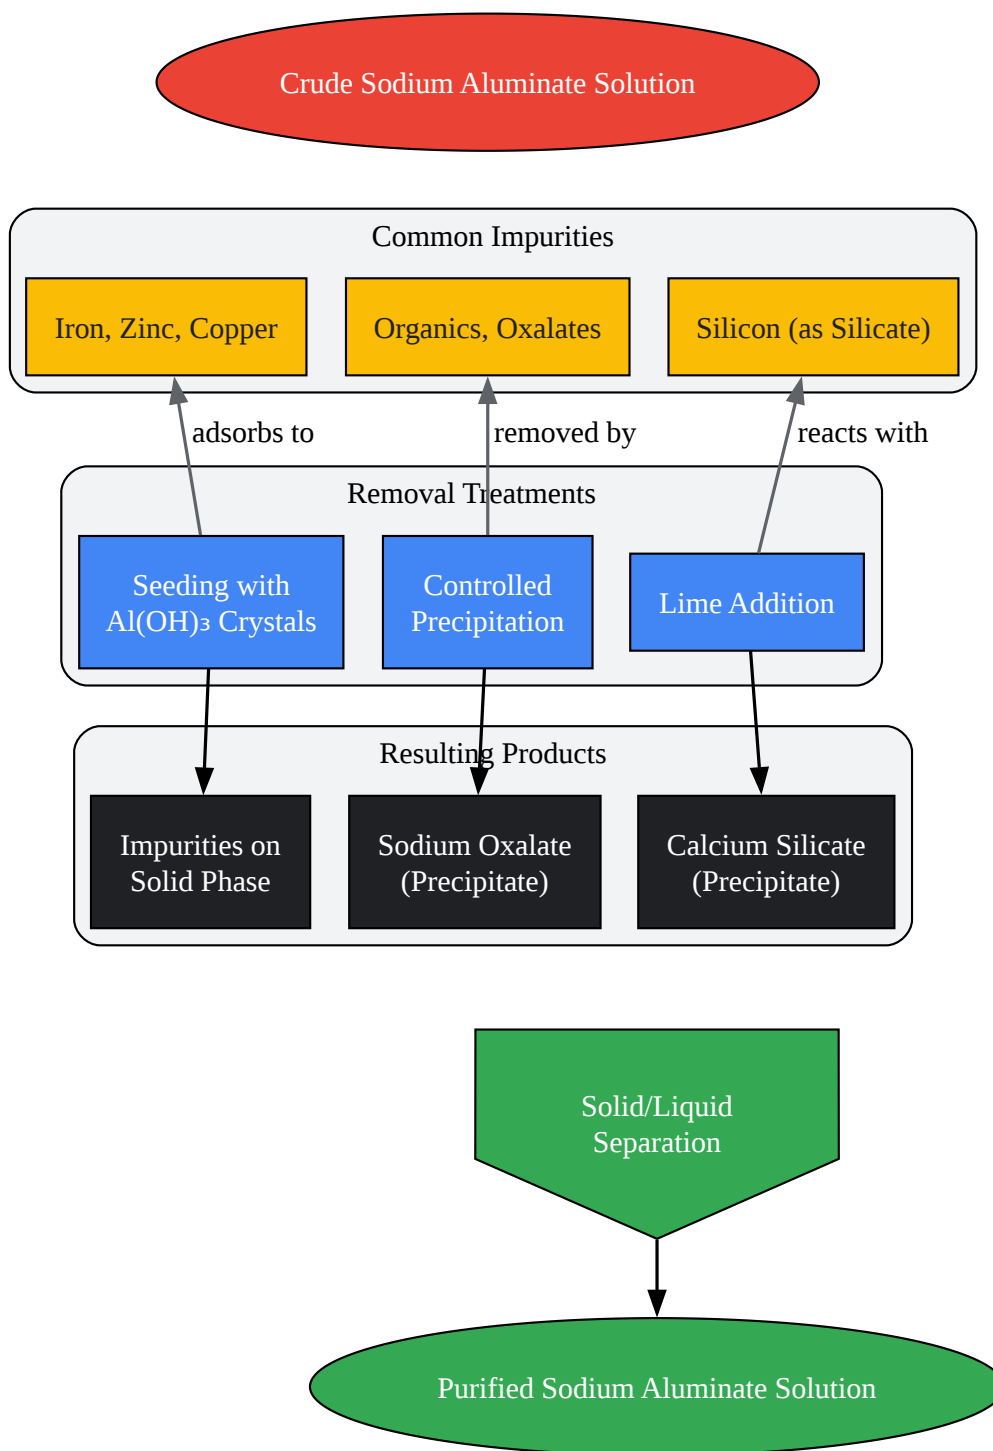 Crude Sodium Aluminate Solution
Common Impurities
Iron, Zinc, Copper
Organics, Oxalates
Silicon (as Silicate)
adsorbs to
removed by
reacts with
Removal Treatments
Seeding with
Al(OH)₃ Crystals
Controlled
Precipitation
Lime Addition
Resulting Products
Impurities on
Solid Phase
Sodium Oxalate
(Precipitate)
Calcium Silicate
(Precipitate)
Solid/Liquid
Separation
Purified Sodium Aluminate Solution